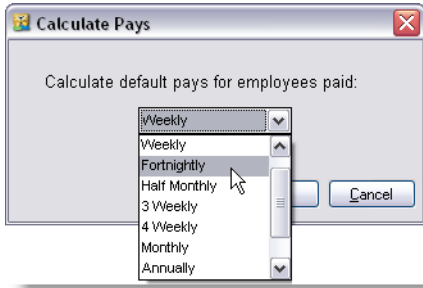 Calculate Pays
Calculate default pays for employees paid:
Weekly
Weekly
Fortnightly
Half Monthly
3 Weekly
4 Weekly
Monthly
Annually
Cancel